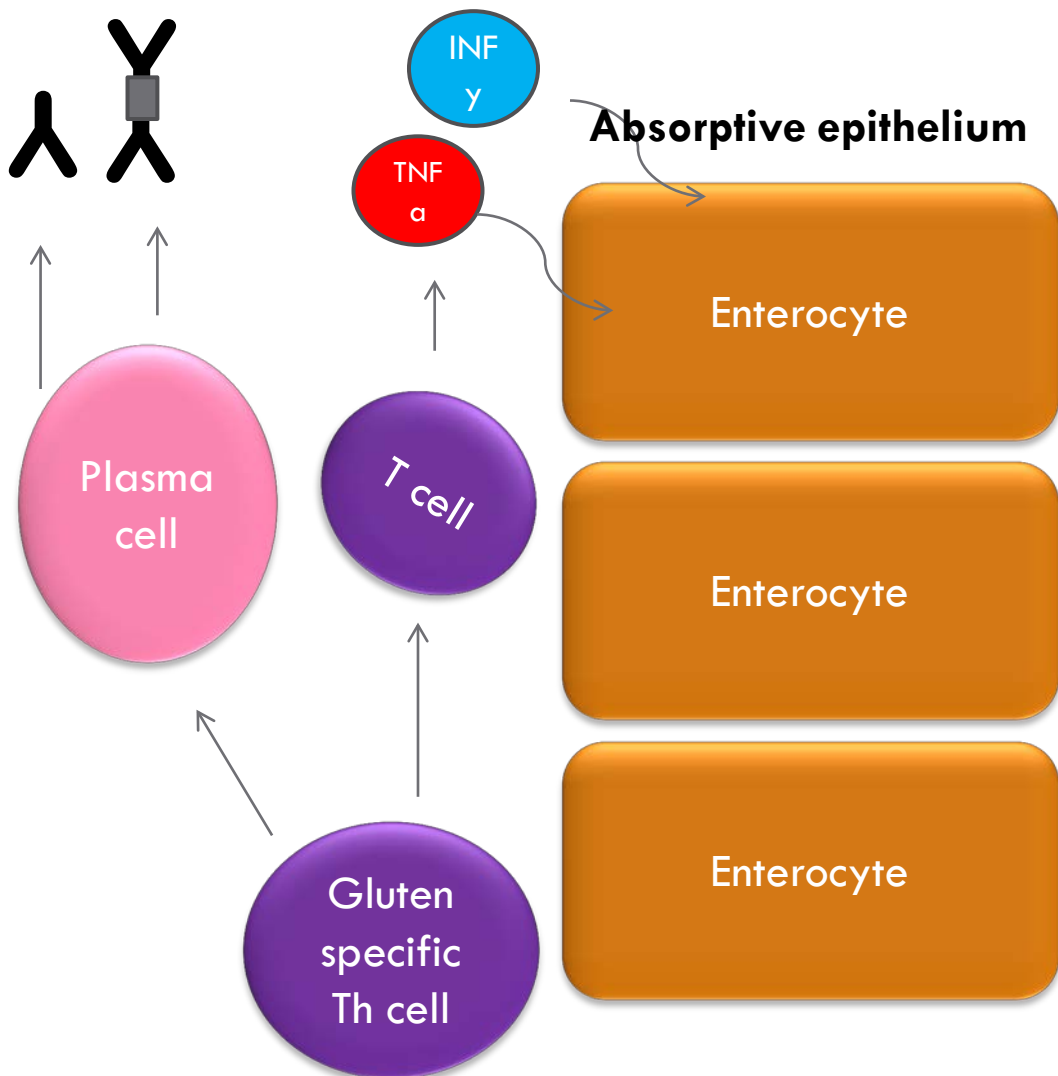 INF
y
Absorptive epithelium
TNF
a
Enterocyte
Plasma
cell
T cell
Enterocyte
Enterocyte
Gluten
specific
Th cell